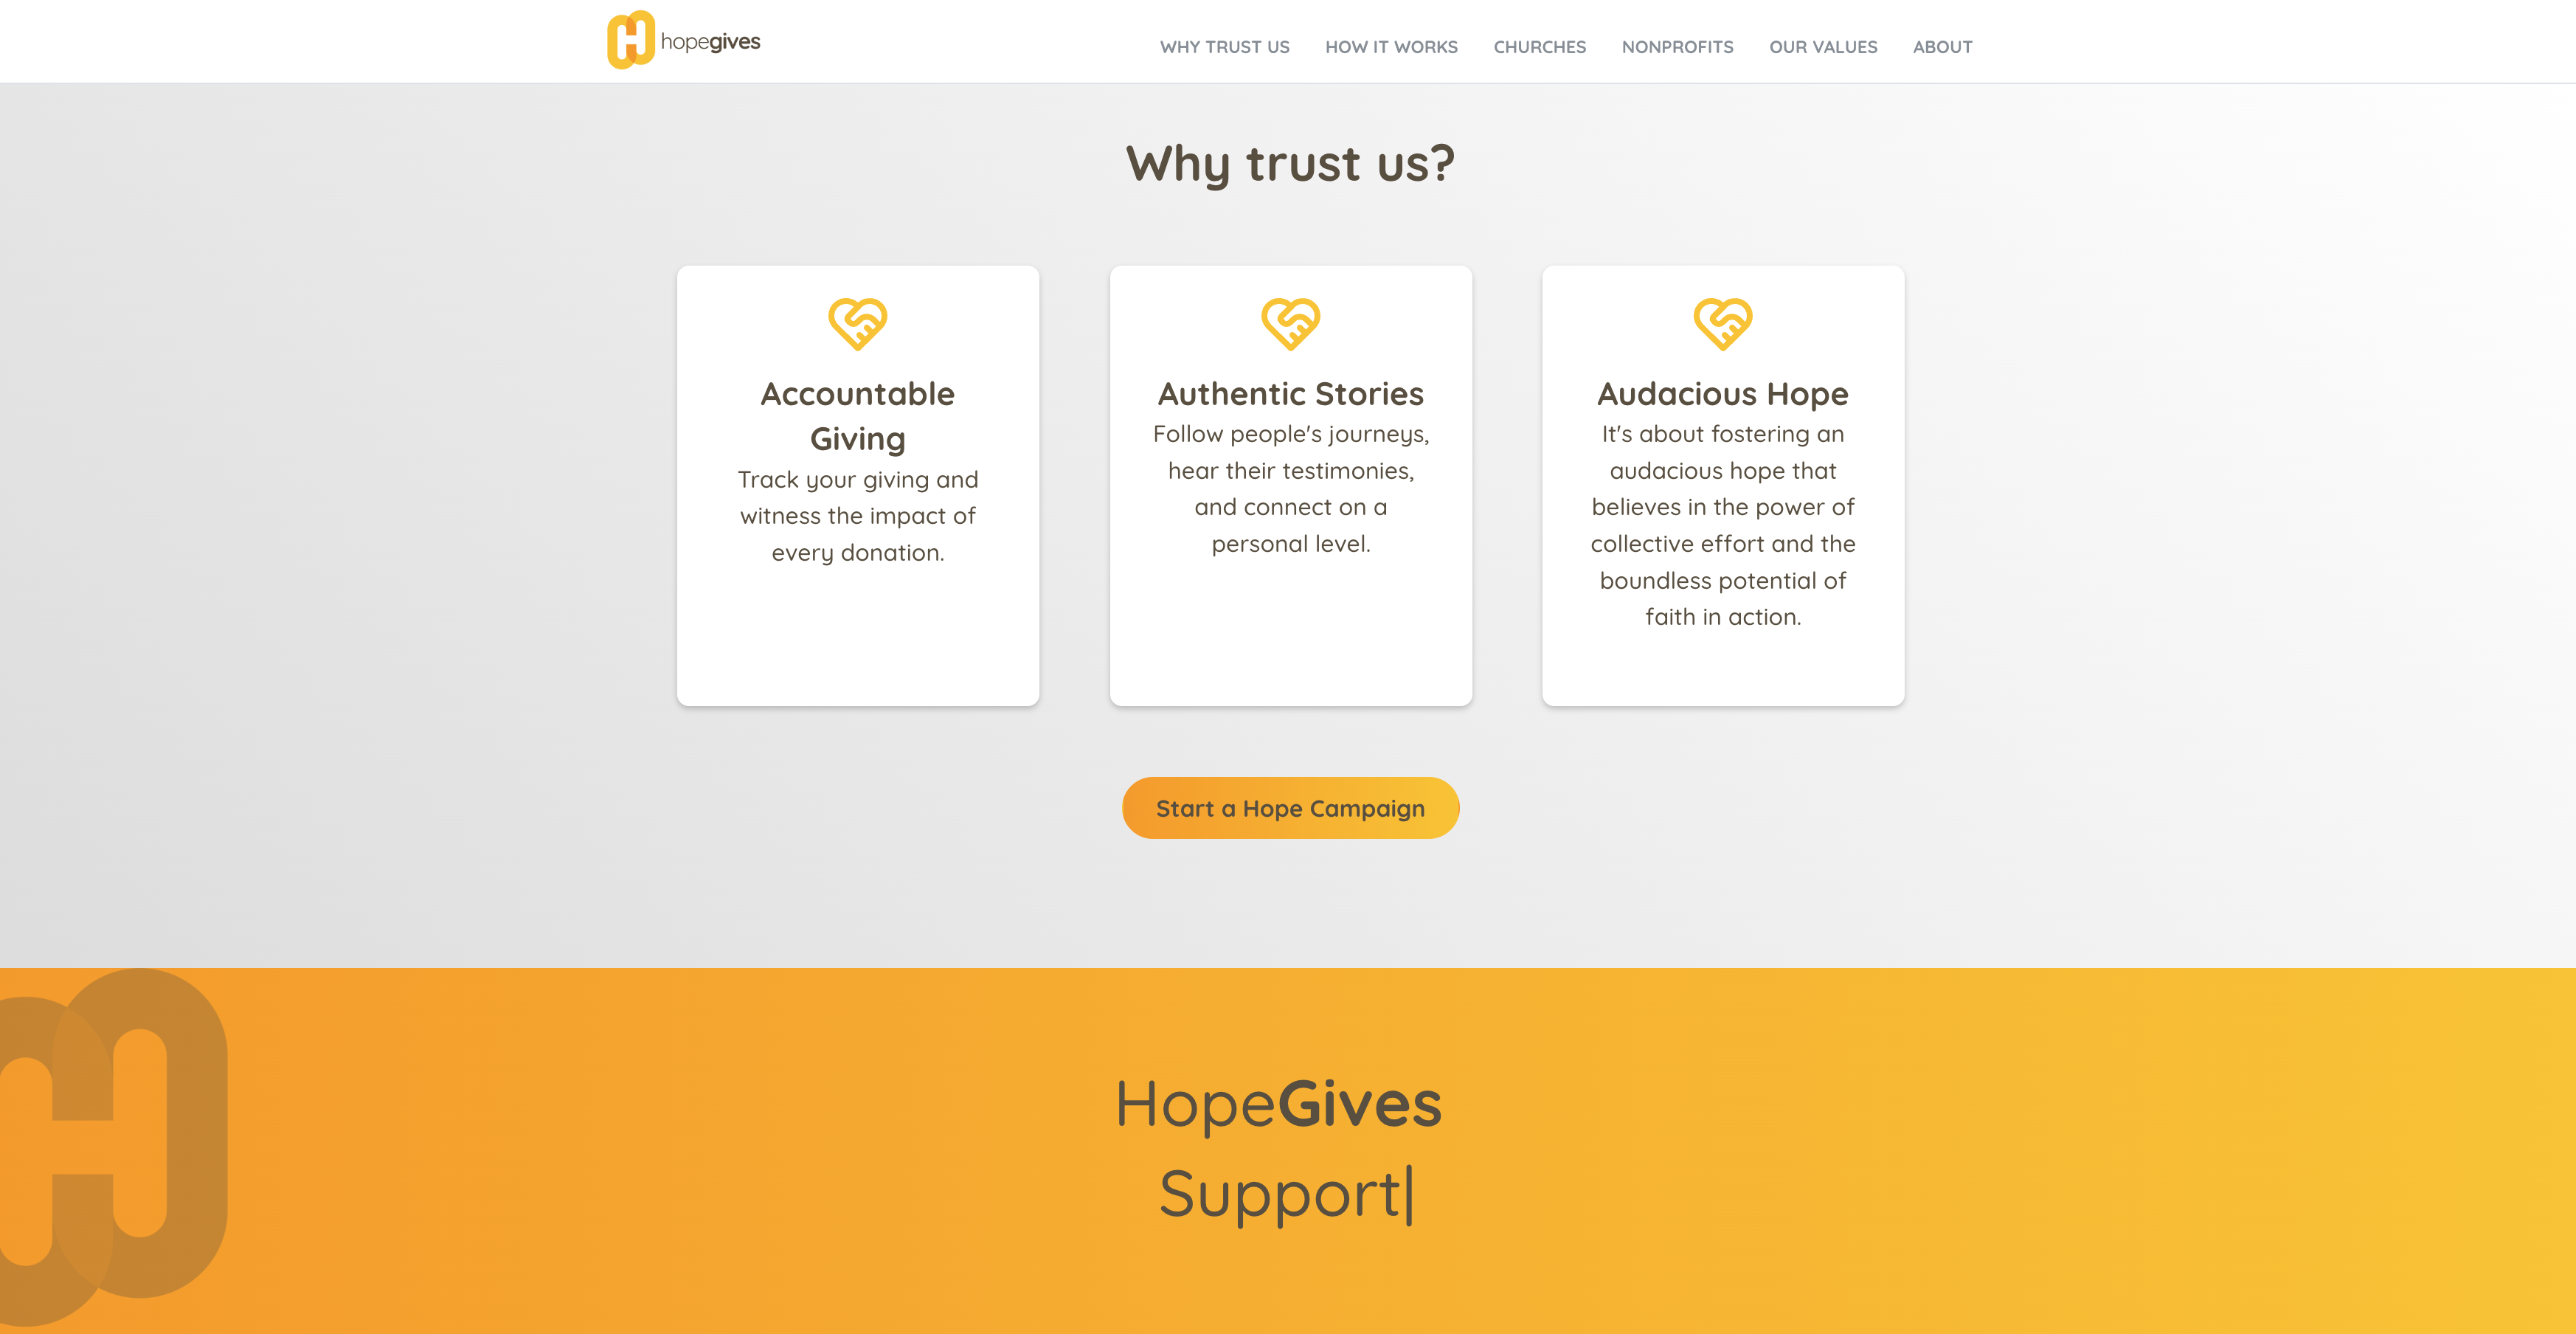 hopegives
WHY TRUST US HOW IT WORKS CHURCHES NONPROFITS OUR VALUES ABOUT
Why trust us?
Accountable
Giving
Track your giving and
witness the impact of
every donation.
Authentic Stories
Follow people's journeys,
hear their testimonies,
and connect on a
personal level.
Audacious Hope
It's about fostering an
audacious hope that
believes in the power of
collective effort and the
boundless potential of
faith in action.
Start a Hope Campaign
HopeGives
Support|